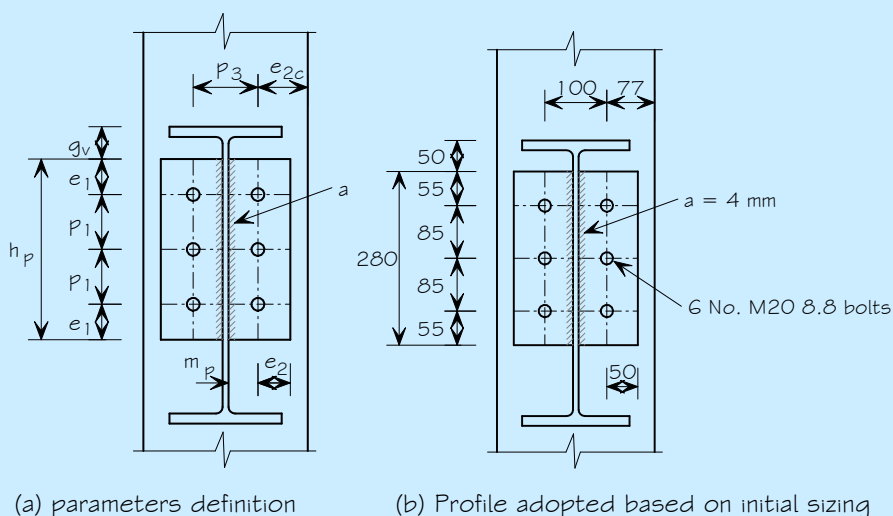 p3
e2c
gv
e1
p1
hp
p1
e1
a
mp
e2
(a) parameters definition
100
77
50
55
85
280
85
55
a = 4 mm
6 No. M20 8.8 bolts
50
(b) Profile adopted based on initial sizing